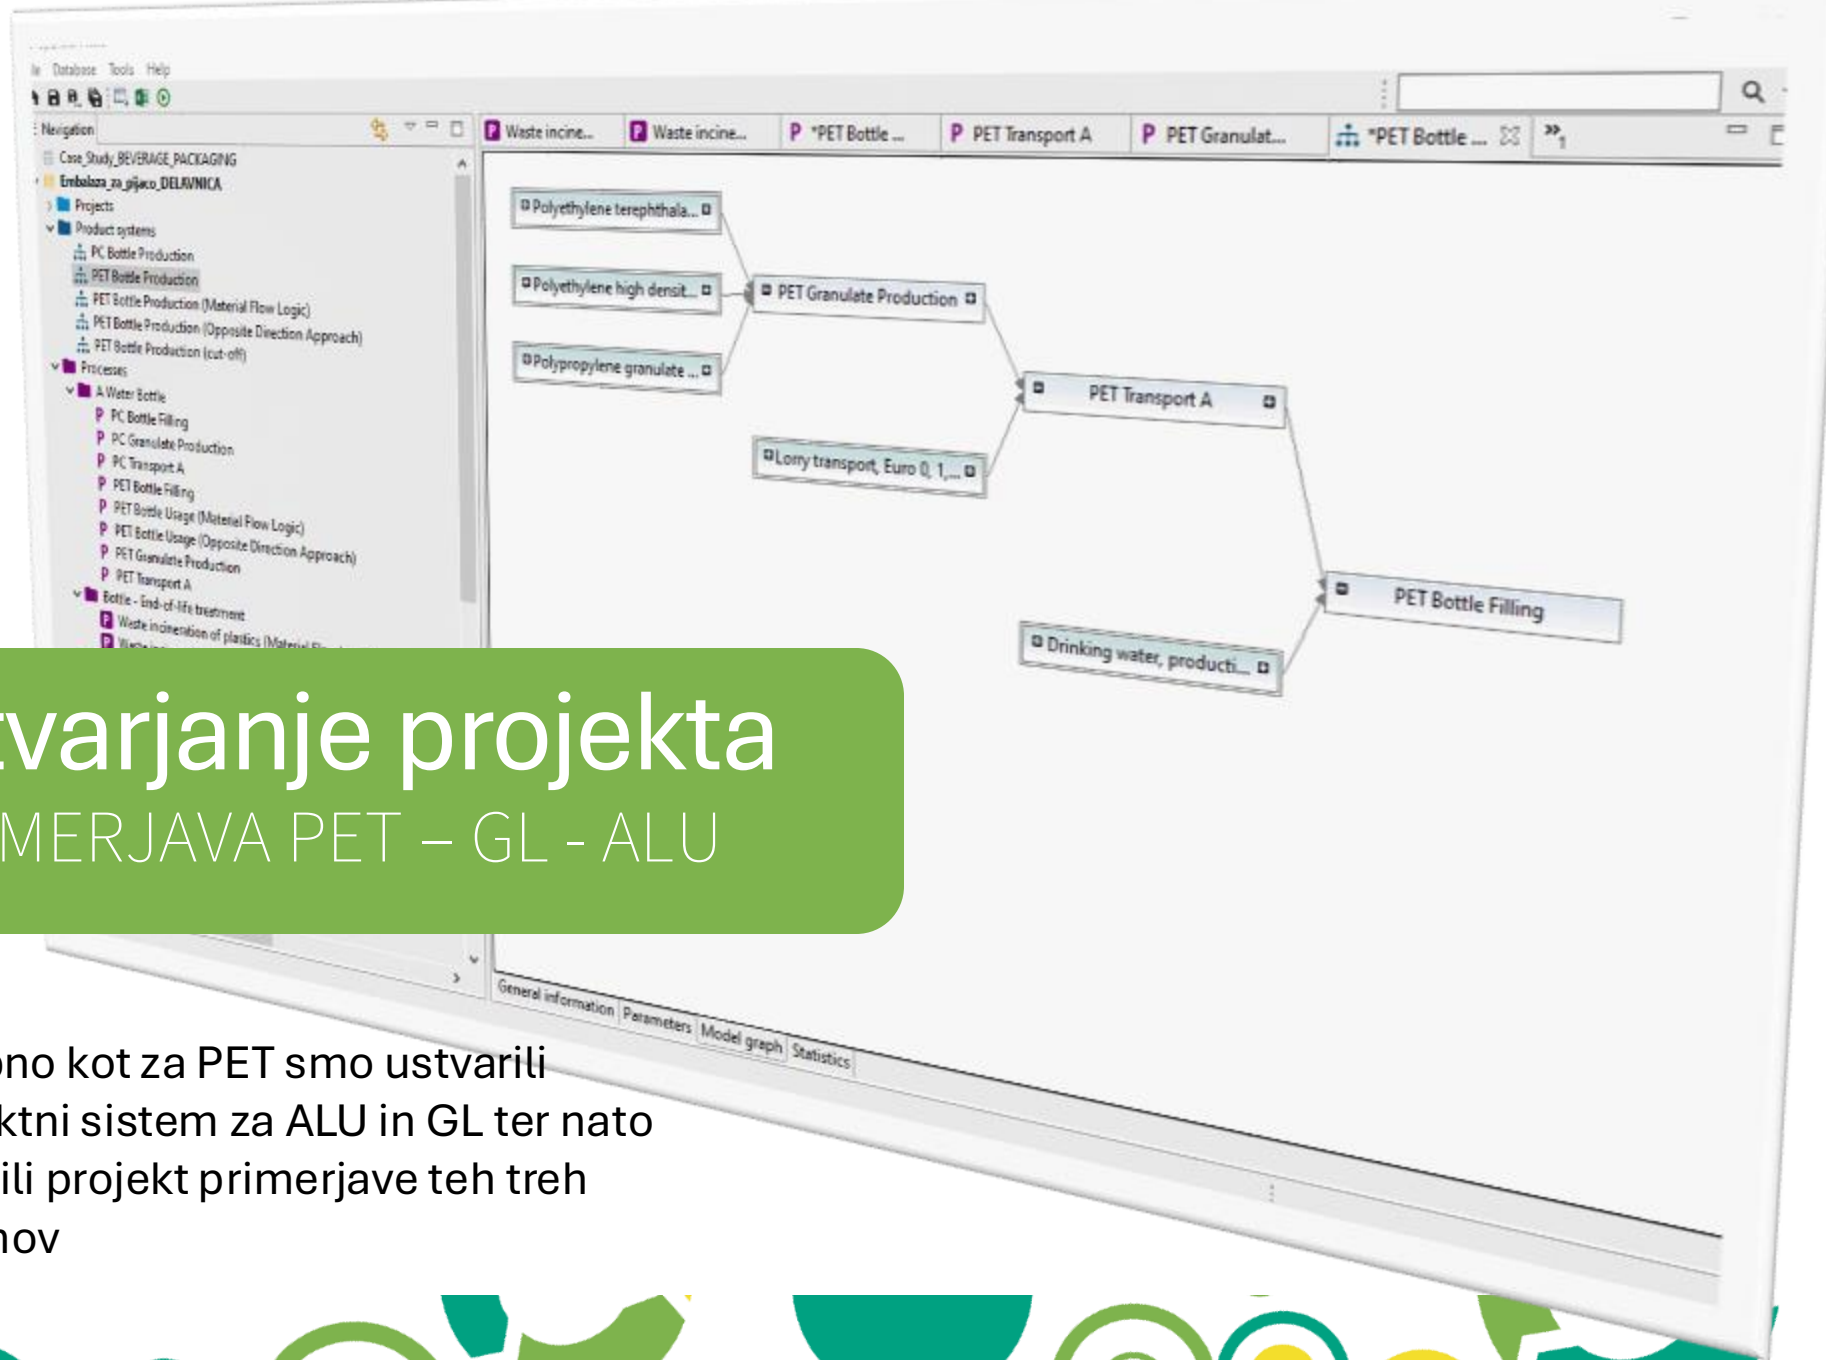 Database Tools Help
Navigation
Waste incine...
Waste incine...
*PET Bottle ...
PET Transport A
PET Granulat...
*PET Bottle ...
»1
Case_Study_BEVERAGE_PACKAGING
Embalaza_za_pijaco_DELAVNICA
Projects
Product systems
PC Bottle Production
PET Bottle Production
PET Bottle Production (Material Flow Logic)
PET Bottle Production (Opposite Direction Approach)
PET Bottle Production (cut-off)
Processes
A Water Bottle
P PC Bottle Filling
P PC Granulate Production
P PC Transport A
P PET Bottle Filling
P PET Bottle Usage (Material Flow Logic)
P PET Bottle Usage (Opposite Direction Approach)
P PET Granulate Production
P PET Transport A
Bottle - End-of-life treatment
P Waste incineration of plastics (Material
Polyethylene terephthala...
Polyethylene high densit...
Polypropylene granulate ...
PET Granulate Production
Lorry transport, Euro 0, 1,...
PET Transport A
Drinking water, producti...
PET Bottle Filling
tvarjanje projekta
MERJAVA PET – GL - ALU
General information
Parameters
Model graph
Statistics
ono kot za PET smo ustvarili
ktni sistem za ALU in GL ter nato
ili projekt primerjave teh treh
nov